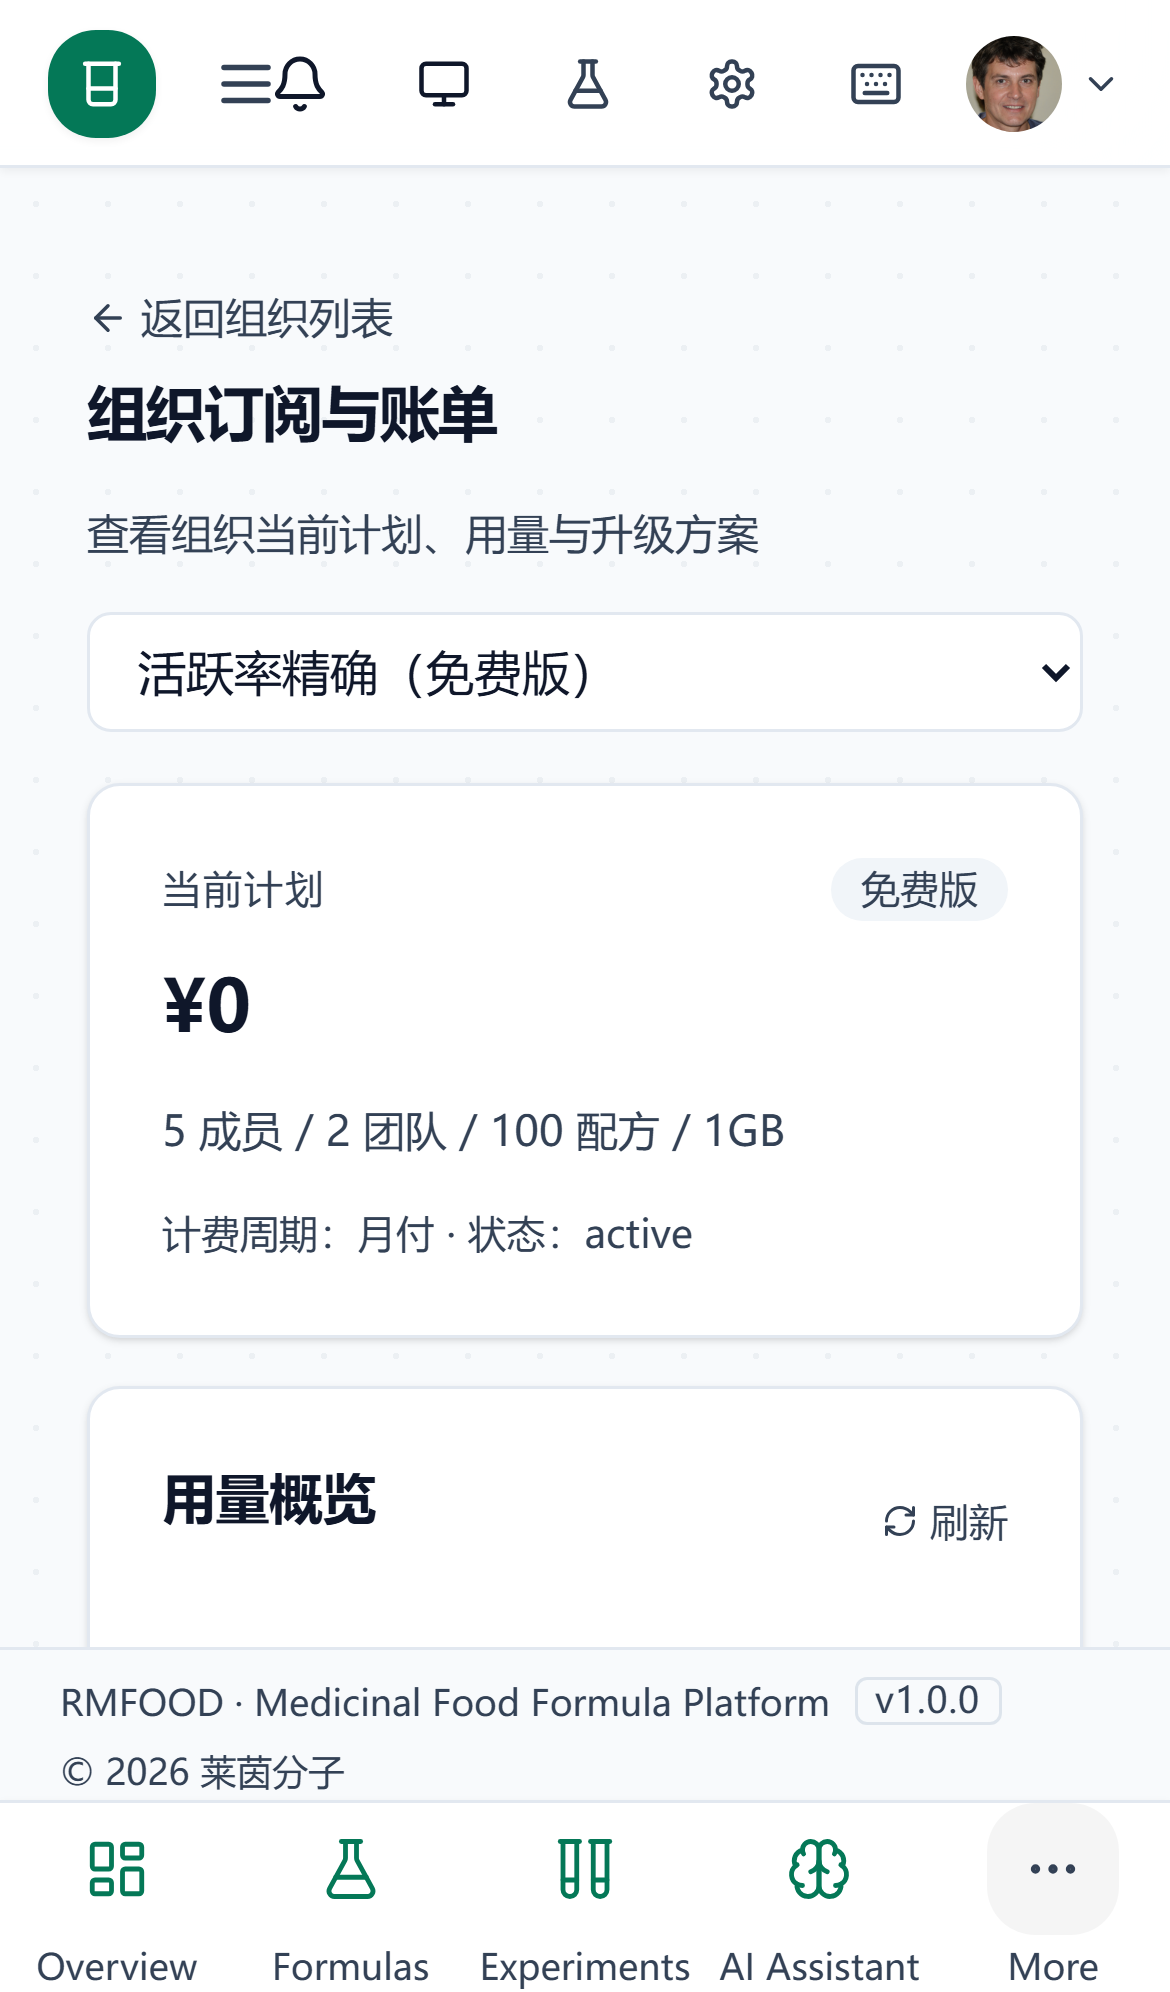 返回组织列表
组织订阅与账单
查看组织当前计划、用量与升级方案
活跃率精确（免费版）
当前计划
免费版
¥0
5 成员 / 2 团队 / 100 配方 / 1GB
计费周期：月付 · 状态：active
用量概览
刷新
RMFOOD · Medicinal Food Formula Platform
v1.0.0
© 2026 莱茵分子
Overview
Formulas
Experiments
AI Assistant
More